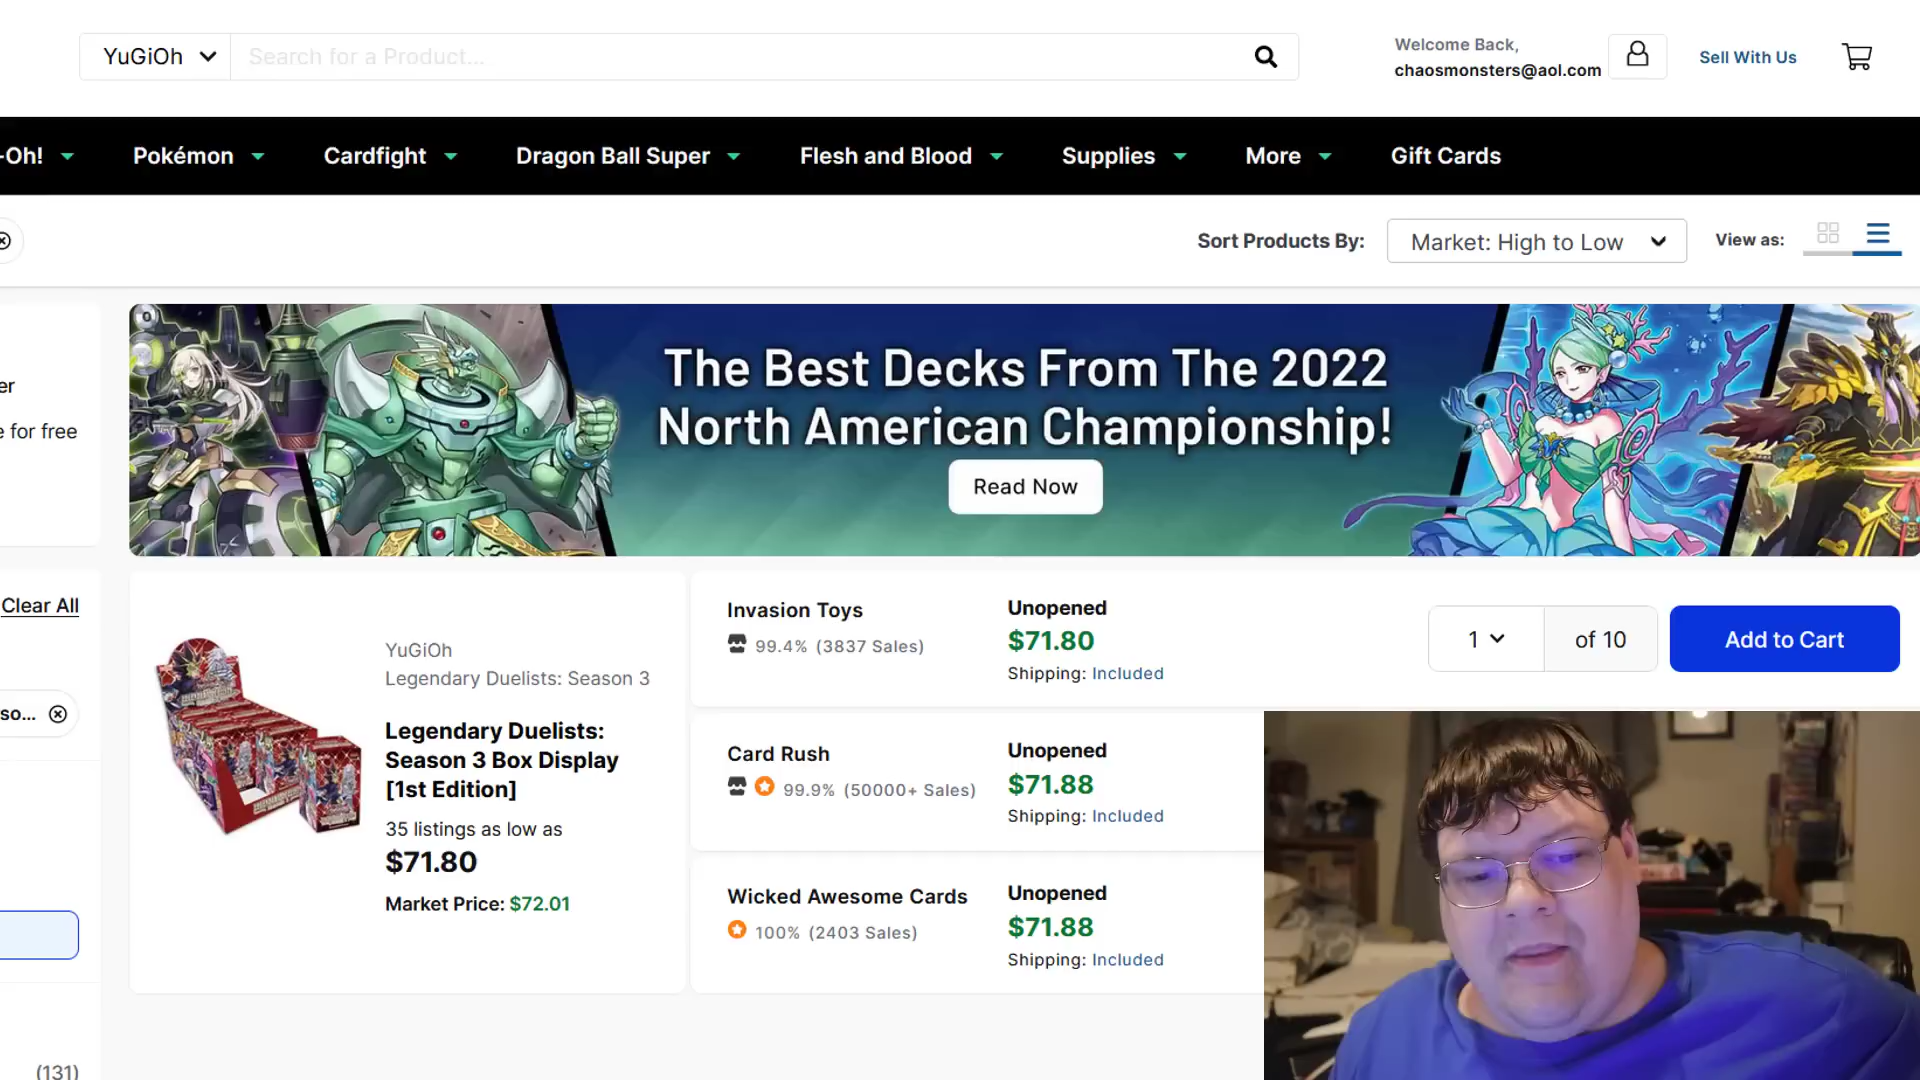 YuGiOh
Search for a Product...
Welcome Back,
chaosmonsters@aol.com
Sell With Us
-Oh!
Pokémon
Cardfight
Dragon Ball Super
Flesh and Blood
Supplies
More
Gift Cards
Sort Products By:
Market: High to Low
View as:
er
e for free
The Best Decks From The 2022
North American Championship!
Read Now
Clear All
so...
(131)
YuGiOh
Legendary Duelists: Season 3
Legendary Duelists:
Season 3 Box Display
[1st Edition]
35 listings as low as
$71.80
Market Price: $72.01
Invasion Toys
99.4% (3837 Sales)
Unopened
$71.80
Shipping: Included
1
of 10
Add to Cart
Card Rush
99.9% (50000+ Sales)
Unopened
$71.88
Shipping: Included
Wicked Awesome Cards
100% (2403 Sales)
Unopened
$71.88
Shipping: Included